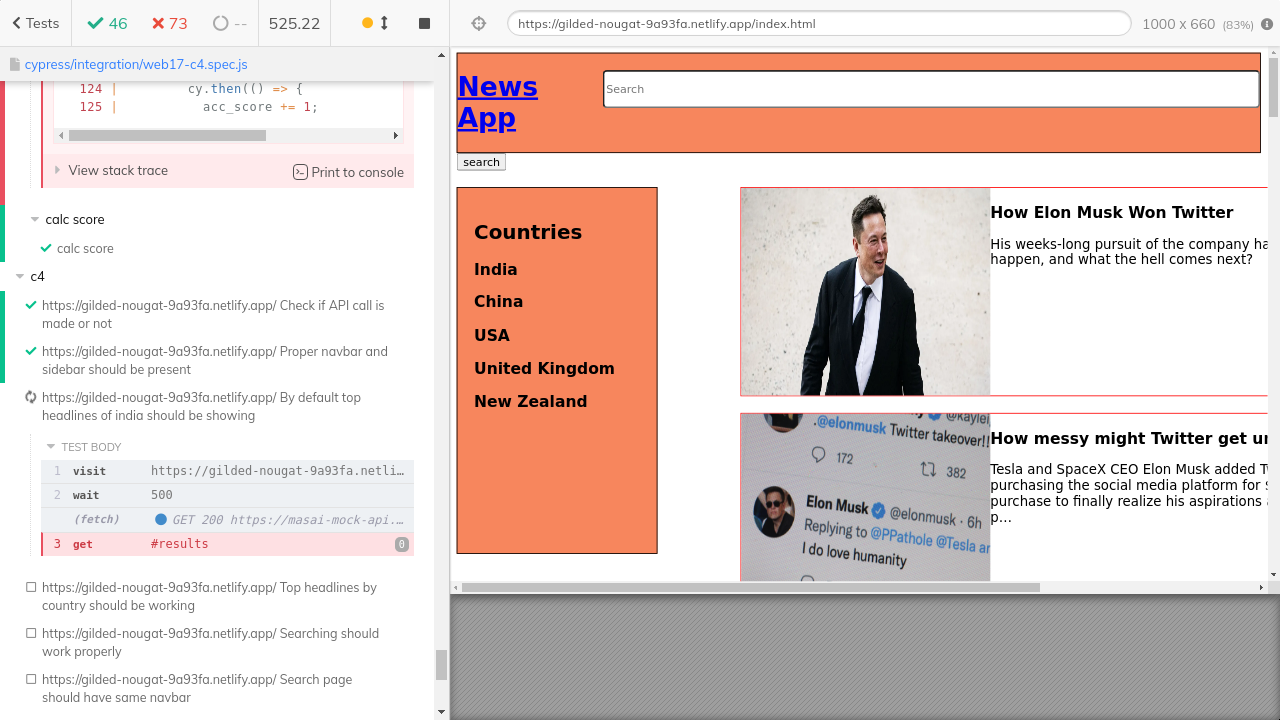 Tests
46
73
--
525.22
https://gilded-nougat-9a93fa.netlify.app/index.html
1000 x 660 (83%)
cypress/integration/web17-c4.spec.js
124 | cy.then(() => {
125 | acc_score += 1;
View stack trace
Print to console
calc score
calc score
c4
https://gilded-nougat-9a93fa.netlify.app/ Check if API call is
made or not
https://gilded-nougat-9a93fa.netlify.app/ Proper navbar and
sidebar should be present
https://gilded-nougat-9a93fa.netlify.app/ By default top
headlines of india should be showing
TEST BODY
1 visit https://gilded-nougat-9a93fa.netli…
2 wait 500
(fetch) GET 200 https://masai-mock-api.…
3 get #results 0
https://gilded-nougat-9a93fa.netlify.app/ Top headlines by
country should be working
https://gilded-nougat-9a93fa.netlify.app/ Searching should
work properly
https://gilded-nougat-9a93fa.netlify.app/ Search page
should have same navbar
News
App
Search
search
Countries
India
China
USA
United Kingdom
New Zealand
How Elon Musk Won Twitter
His weeks-long pursuit of the company ha
happen, and what the hell comes next?
.@elonmusk Twitter takeover!!
172
382
Elon Musk @elonmusk · 6h
Replying to @PPathole @Tesla ar
I do love humanity
How messy might Twitter get un
Tesla and SpaceX CEO Elon Musk added T
purchasing the social media platform for
purchase to finally realize his aspirations
p…